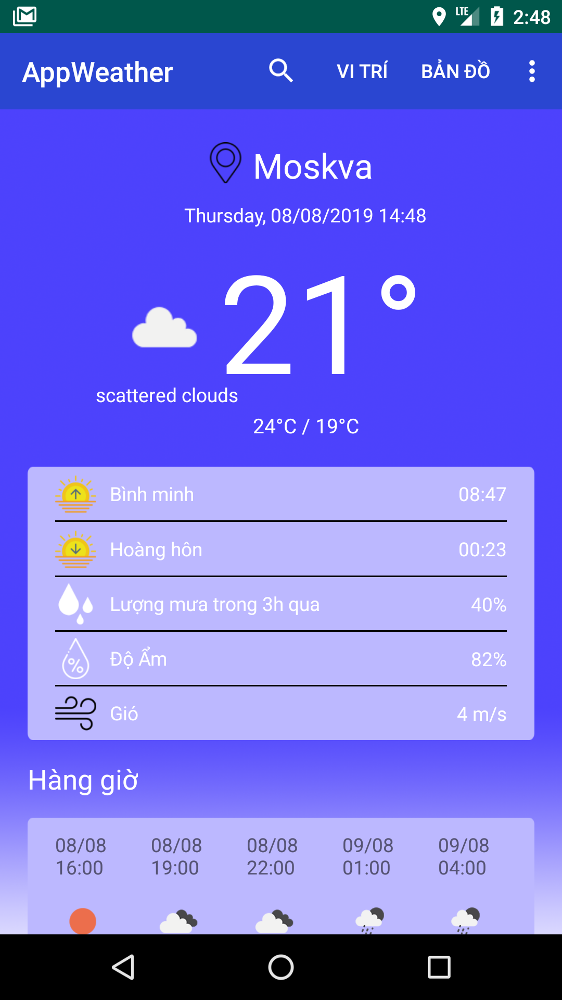 LTE 2:48
AppWeather VI TRÍ BẢN ĐỒ
Moskva
Thursday, 08/08/2019 14:48
21°
scattered clouds
24°C / 19°C
Bình minh 08:47
Hoàng hôn 00:23
Lượng mưa trong 3h qua 40%
Độ Ẩm 82%
Gió 4 m/s
Hàng giờ
08/08 08/08 08/08 09/08 09/08
16:00 19:00 22:00 01:00 04:00